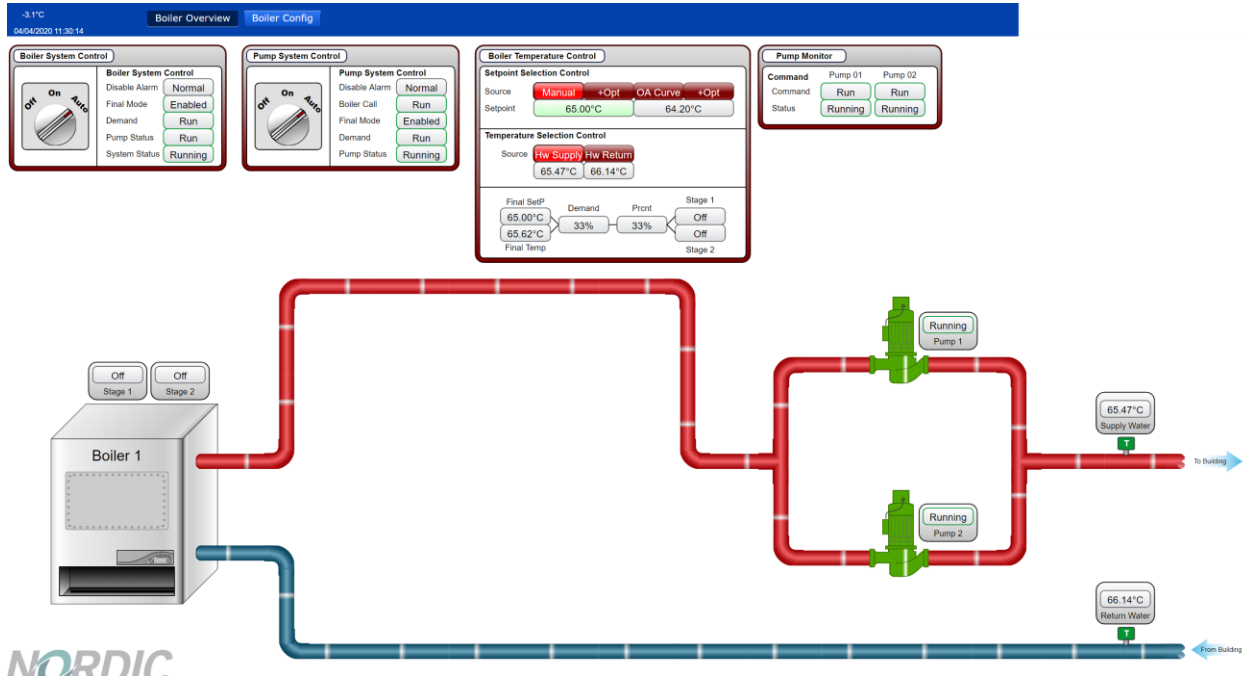 -3.1°C
04/04/2020 11:30:14
Boiler Overview
Boiler Config
Boiler System Control
Off On Auto
Boiler System Control
Disable Alarm Normal
Final Mode Enabled
Demand Run
Pump Status Run
System Status Running
Pump System Control
Off On Auto
Pump System Control
Disable Alarm Normal
Boiler Call Run
Final Mode Enabled
Demand Run
Pump Status Running
Boiler Temperature Control
Setpoint Selection Control
Source Manual +Opt OA Curve +Opt
Setpoint 65.00°C 64.20°C
Temperature Selection Control
Source Hw Supply Hw Return
65.47°C 66.14°C
Final SetP Demand Prcnt Stage 1
65.00°C 33% 33% Off
65.62°C Off
Final Temp Stage 2
Pump Monitor
Command Pump 01 Pump 02
Command Run Run
Status Running Running
Off
Stage 1
Off
Stage 2
Boiler 1
Running
Pump 1
Running
Pump 2
65.47°C
Supply Water
T
To Building
66.14°C
Return Water
T
From Building
NORDIC